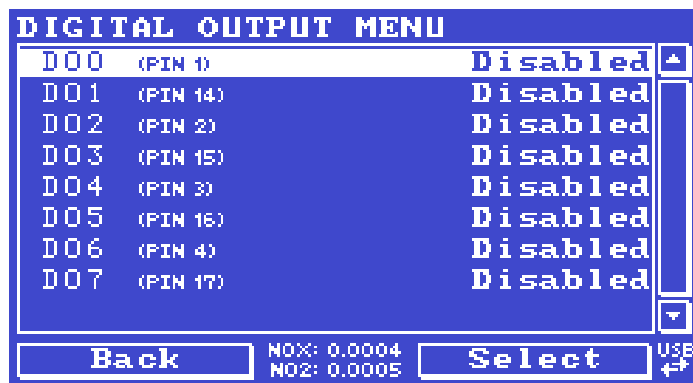 DIGITAL OUTPUT MENU
DO0 (PIN 1) Disabled
DO1 (PIN 14) Disabled
DO2 (PIN 2) Disabled
DO3 (PIN 15) Disabled
DO4 (PIN 3) Disabled
DO5 (PIN 16) Disabled
DO6 (PIN 4) Disabled
DO7 (PIN 17) Disabled
Back NOX: 0.0004 Select USB
NO2: 0.0005